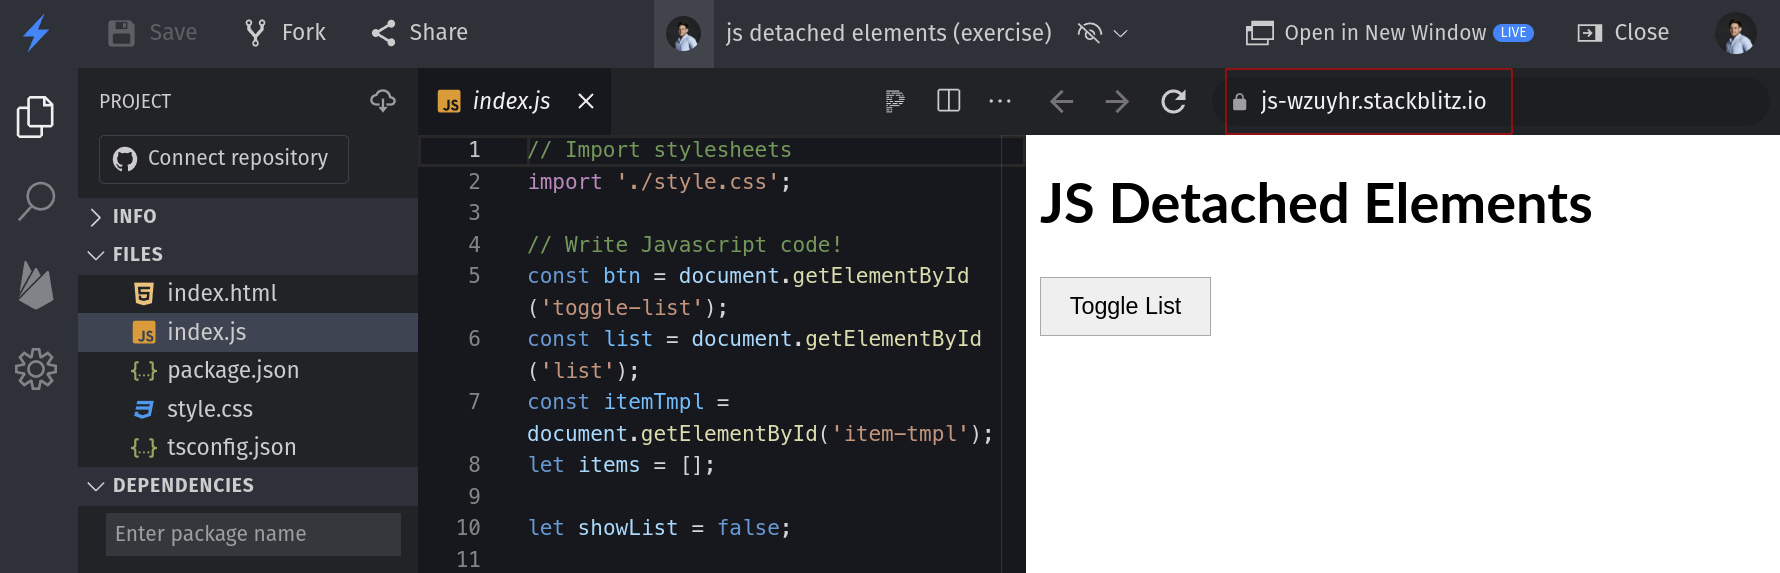 Save
Fork
Share
js detached elements (exercise)
Open in New Window LIVE
Close
PROJECT
Connect repository
INFO
FILES
index.html
JS index.js
{..} package.json
style.css
{..} tsconfig.json
DEPENDENCIES
Enter package name
JS index.js
1 // Import stylesheets
2 import './style.css';
3
4 // Write Javascript code!
5 const btn = document.getElementById
('toggle-list');
6 const list = document.getElementById
('list');
7 const itemTmpl =
document.getElementById('item-tmpl');
8 let items = [];
9
10 let showList = false;
11
js-wzuyhr.stackblitz.io
JS Detached Elements
Toggle List